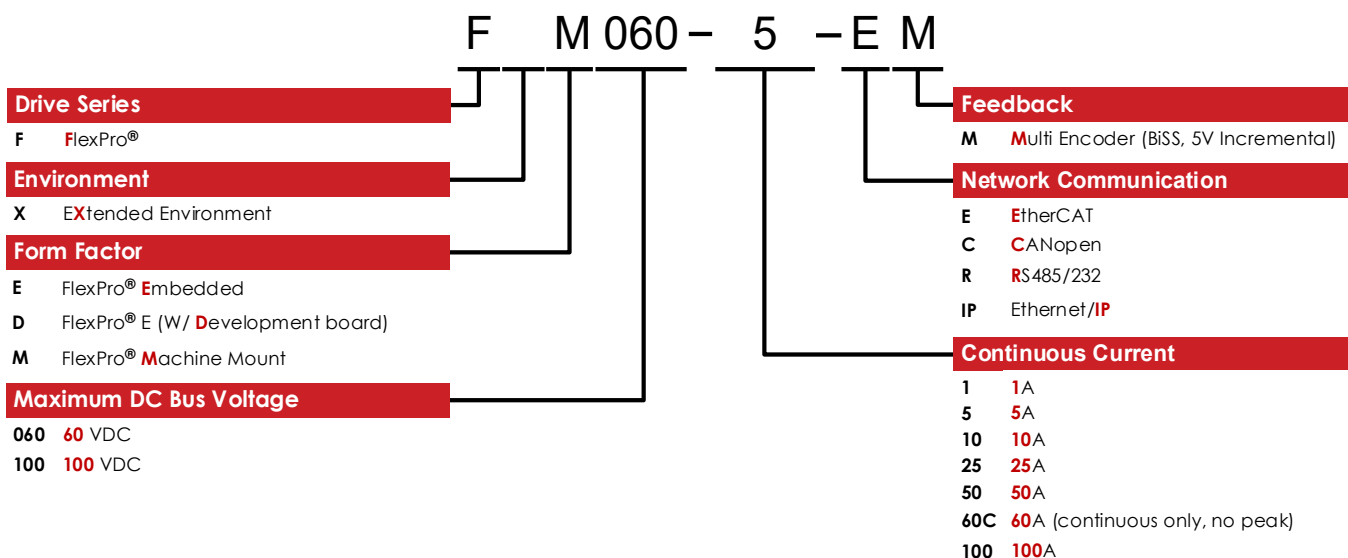 F M 060 – 5 – E M
Drive Series
F FlexPro®
Environment
X EXtended Environment
Form Factor
E FlexPro® Embedded
D FlexPro® E (W/ Development board)
M FlexPro® Machine Mount
Maximum DC Bus Voltage
060 60 VDC
100 100 VDC
Feedback
M Multi Encoder (BiSS, 5V Incremental)
Network Communication
E EtherCAT
C CANopen
R RS485/232
IP Ethernet/IP
Continuous Current
1 1A
5 5A
10 10A
25 25A
50 50A
60C 60A (continuous only, no peak)
100 100A